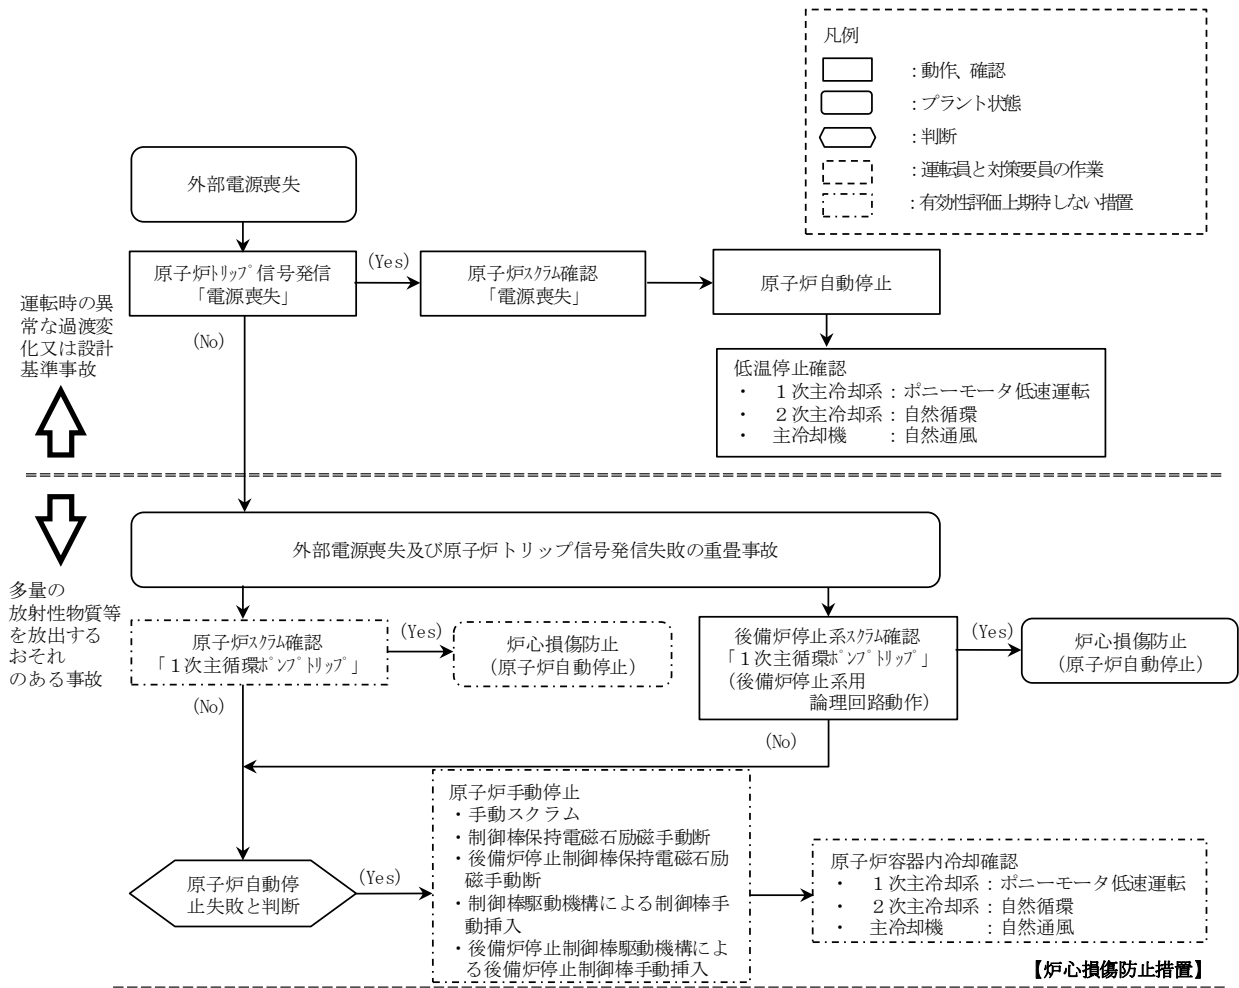 凡例
：動作、確認
：プラント状態
：判断
：運転員と対策要員の作業
：有効性評価上期待しない措置
外部電源喪失
原子炉ﾄﾘｯﾌﾟ信号発信
「電源喪失」
(Yes)
原子炉ｽｸﾗﾑ確認
「電源喪失」
原子炉自動停止
(No)
運転時の異
常な過渡変
化又は設計
基準事故
低温停止確認
・ １次主冷却系：ポニーモータ低速運転
・ ２次主冷却系：自然循環
・ 主冷却機 ：自然通風
外部電源喪失及び原子炉トリップ信号発信失敗の重畳事故
多量の
放射性物質等
を放出する
おそれ
のある事故
原子炉ｽｸﾗﾑ確認
「１次主循環ﾎﾟﾝﾌﾟﾄﾘｯﾌﾟ」
(Yes)
炉心損傷防止
(原子炉自動停止)
後備炉停止系ｽｸﾗﾑ確認
「１次主循環ﾎﾟﾝﾌﾟﾄﾘｯﾌﾟ」
(後備炉停止系用
論理回路動作)
(Yes)
炉心損傷防止
(原子炉自動停止)
(No)
(No)
原子炉自動停
止失敗と判断
(Yes)
原子炉手動停止
・手動スクラム
・制御棒保持電磁石励磁手動断
・後備炉停止制御棒保持電磁石励
磁手動断
・制御棒駆動機構による制御棒手
動挿入
・後備炉停止制御棒駆動機構によ
る後備炉停止制御棒手動挿入
原子炉容器内冷却確認
・ １次主冷却系：ポニーモータ低速運転
・ ２次主冷却系：自然循環
・ 主冷却機 ：自然通風
【炉心損傷防止措置】